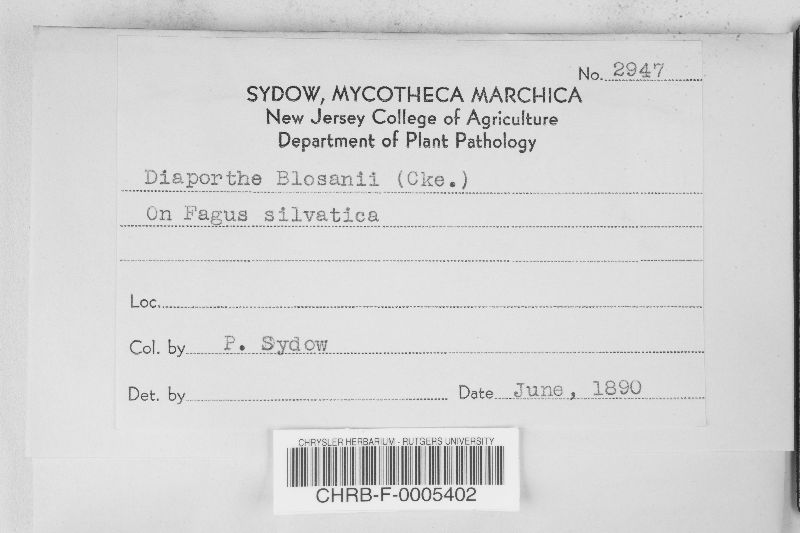 No. 2947
SYDOW, MYCOTHECA MARCHICA
New Jersey College of Agriculture
Department of Plant Pathology
Diaporthe Blosanii (Cke.)
On Fagus silvatica
Loc.
Col. by P. Sydow
Det. by Date June, 1890
CHRYSLER HERBARIUM - RUTGERS UNIVERSITY
CHRB-F-0005402